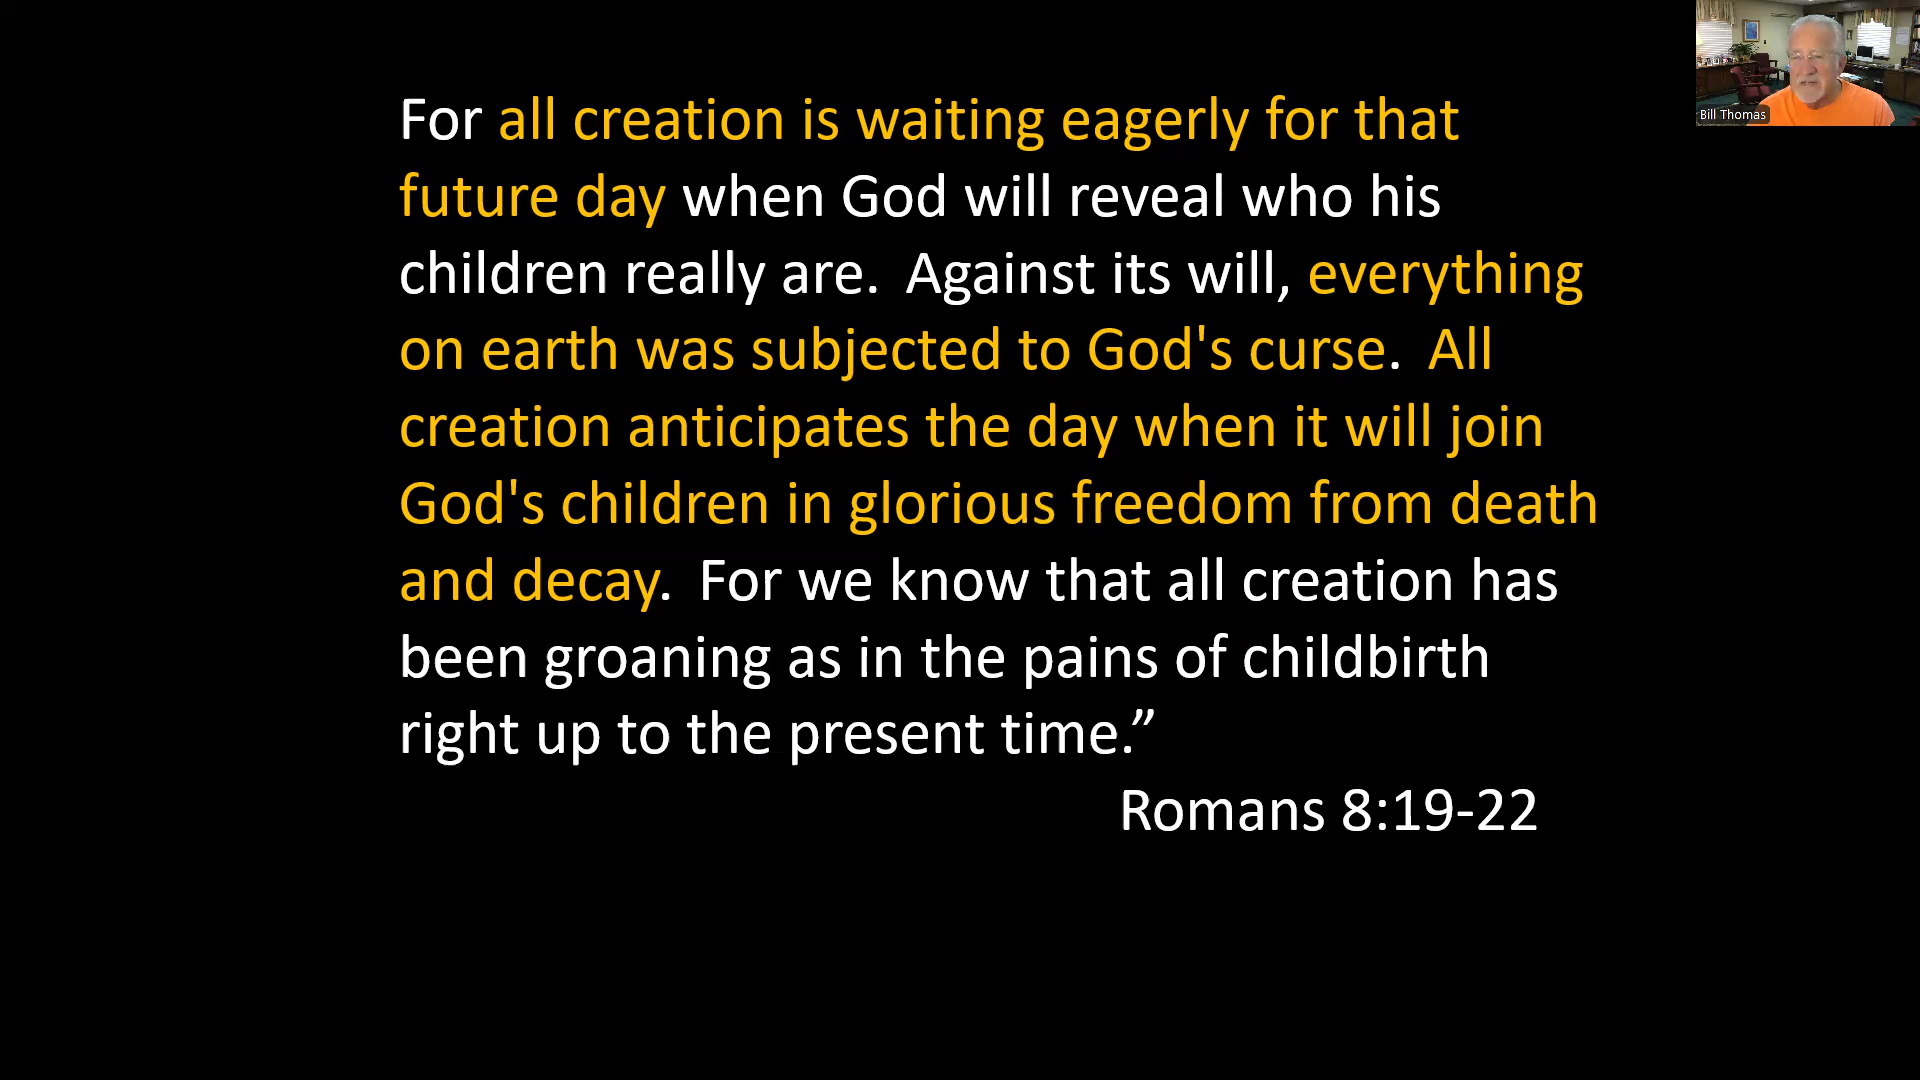 For all creation is waiting eagerly for that
future day when God will reveal who his
children really are.  Against its will, everything
on earth was subjected to God's curse.  All
creation anticipates the day when it will join
God's children in glorious freedom from death
and decay.  For we know that all creation has
been groaning as in the pains of childbirth
right up to the present time.”
Romans 8:19-22
Bill Thomas